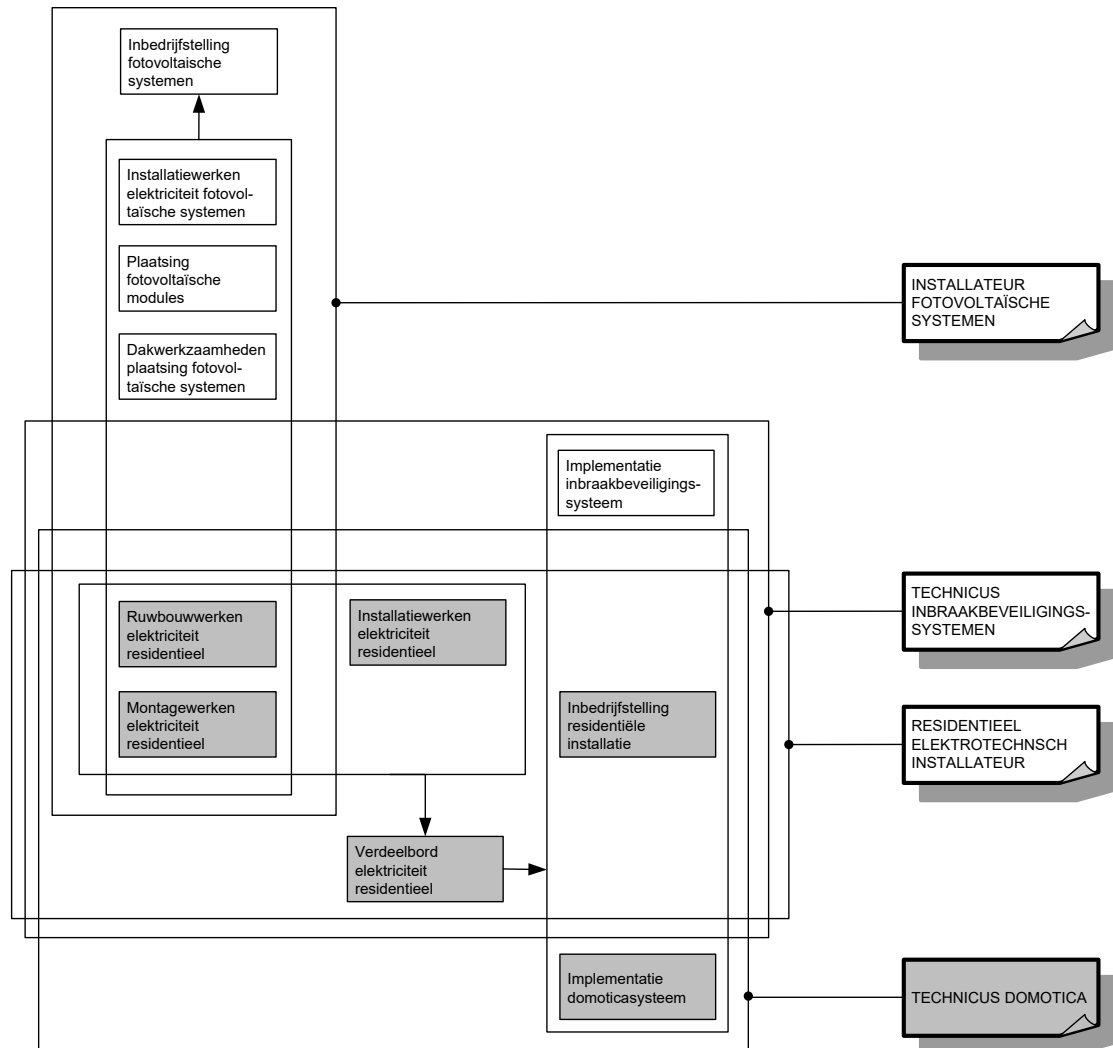 Inbedrijfstelling
fotovoltaische
systemen
Installatiewerken
elektriciteit fotovol-
taïsche systemen
Plaatsing
fotovoltaïsche
modules
INSTALLATEUR
FOTOVOLTAÏSCHE
SYSTEMEN
Dakwerkzaamheden
plaatsing fotovol-
taïsche systemen
Implementatie
inbraakbeveiligings-
systeem
Ruwbouwwerken
elektriciteit
residentieel
Installatiewerken
elektriciteit
residentieel
TECHNICUS
INBRAAKBEVEILIGINGS-
SYSTEMEN
Montagewerken
elektriciteit
residentieel
Inbedrijfstelling
residentiële
installatie
RESIDENTIEEL
ELEKTROTECHNSCH
INSTALLATEUR
Verdeelbord
elektriciteit
residentieel
Implementatie
domoticasysteem
TECHNICUS DOMOTICA